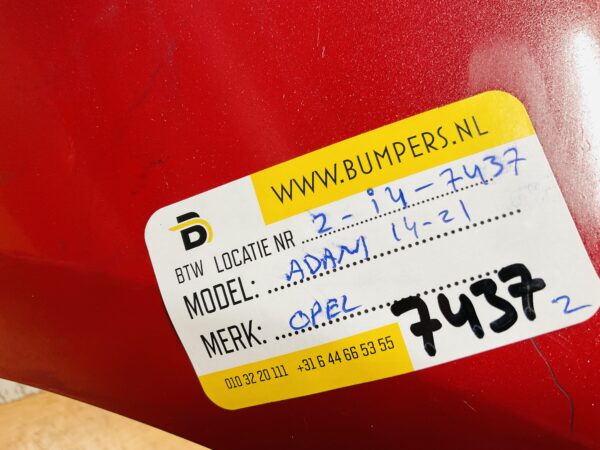 WWW.BUMPERS.NL
B
BTW LOCATIE NR 2-i4-7437
MODEL: ADAM 14-21
MERK: OPEL
7437 2
010 32 20 111 +31 6 44 66 53 55